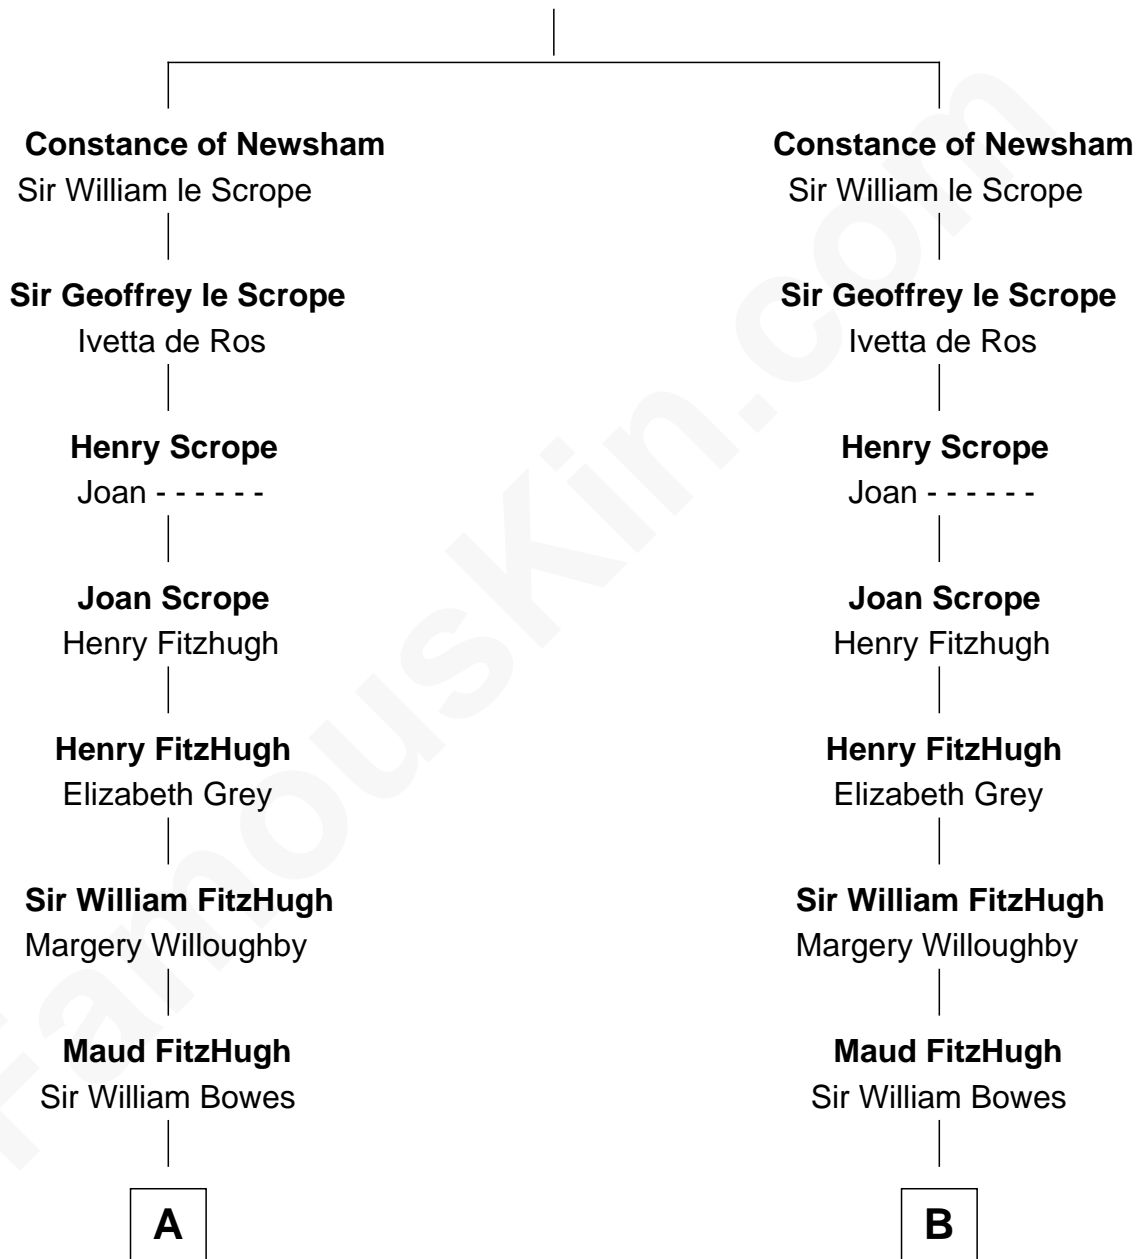 Constance of Newsham Constance of Newsham
Sir William le Scrope Sir William le Scrope
Sir Geoffrey le Scrope Sir Geoffrey le Scrope
Ivetta de Ros Ivetta de Ros
Henry Scrope Henry Scrope
Joan - - - - - - Joan - - - - - -
Joan Scrope Joan Scrope
Henry Fitzhugh Henry Fitzhugh
Henry FitzHugh Henry FitzHugh
Elizabeth Grey Elizabeth Grey
Sir William FitzHugh Sir William FitzHugh
Margery Willoughby Margery Willoughby
Maud FitzHugh Maud FitzHugh
Sir William Bowes Sir William Bowes
A B
FamousKin.com